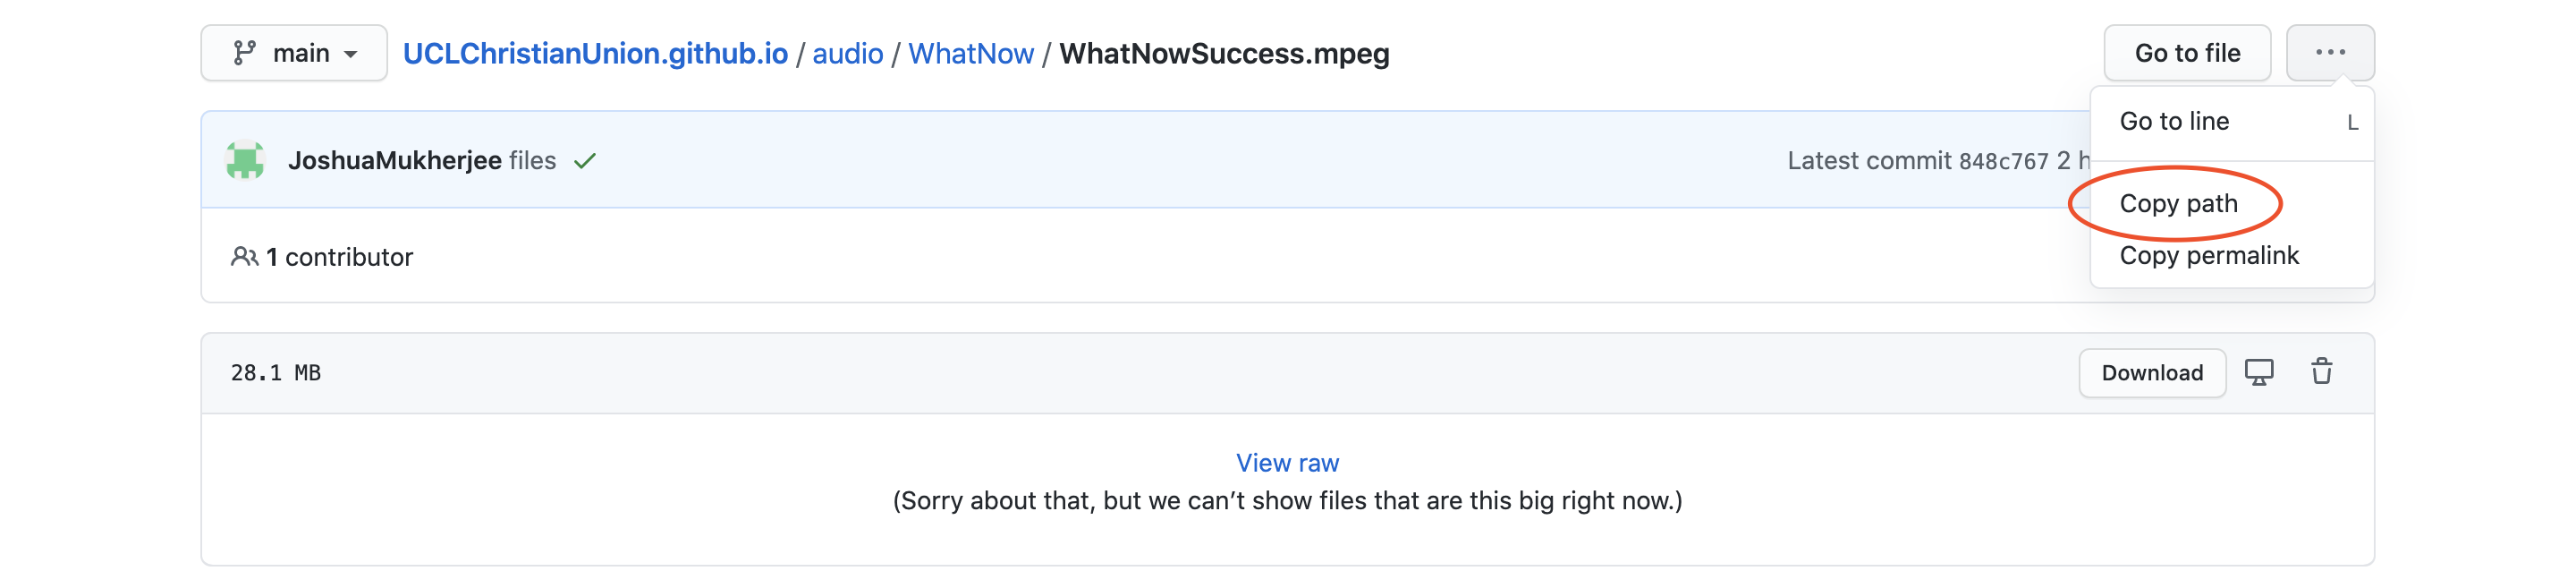 main UCLChristianUnion.github.io / audio / WhatNow / WhatNowSuccess.mpeg Go to file ...
Go to line L
JoshuaMukherjee files Latest commit 848c767 2 h
Copy path
1 contributor
Copy permalink
28.1 MB Download
View raw
(Sorry about that, but we can’t show files that are this big right now.)